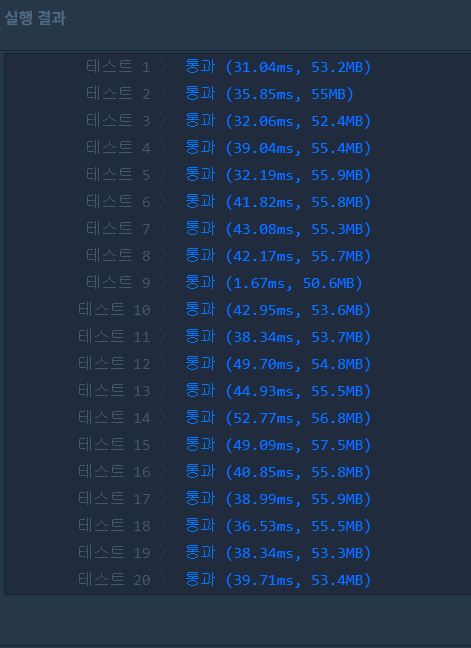 실행 결과
테스트 1 〉 통과 (31.04ms, 53.2MB)
테스트 2 〉 통과 (35.85ms, 55MB)
테스트 3 〉 통과 (32.06ms, 52.4MB)
테스트 4 〉 통과 (39.04ms, 55.4MB)
테스트 5 〉 통과 (32.19ms, 55.9MB)
테스트 6 〉 통과 (41.82ms, 55.8MB)
테스트 7 〉 통과 (43.08ms, 55.3MB)
테스트 8 〉 통과 (42.17ms, 55.7MB)
테스트 9 〉 통과 (1.67ms, 50.6MB)
테스트 10 〉 통과 (42.95ms, 53.6MB)
테스트 11 〉 통과 (38.34ms, 53.7MB)
테스트 12 〉 통과 (49.70ms, 54.8MB)
테스트 13 〉 통과 (44.93ms, 55.5MB)
테스트 14 〉 통과 (52.77ms, 56.8MB)
테스트 15 〉 통과 (49.09ms, 57.5MB)
테스트 16 〉 통과 (40.85ms, 55.8MB)
테스트 17 〉 통과 (38.99ms, 55.9MB)
테스트 18 〉 통과 (36.53ms, 55.5MB)
테스트 19 〉 통과 (38.34ms, 53.3MB)
테스트 20 〉 통과 (39.71ms, 53.4MB)